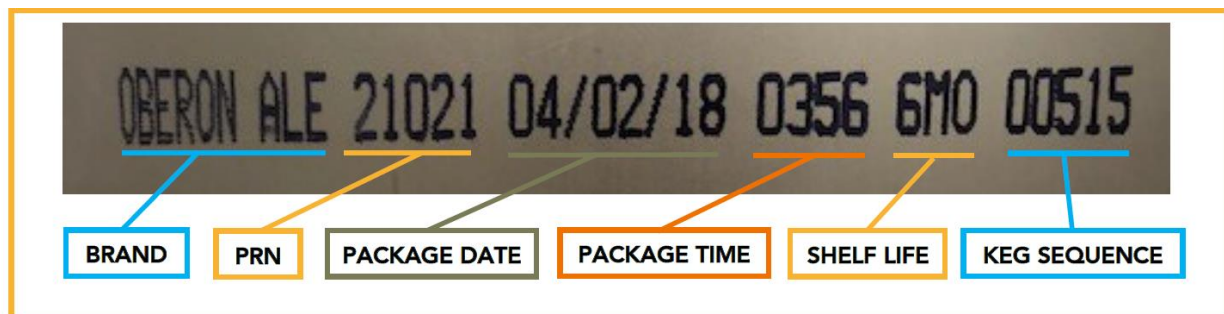 OBERON ALE 21021 04/02/18 0356 6MO 00515
BRAND PRN PACKAGE DATE PACKAGE TIME SHELF LIFE KEG SEQUENCE